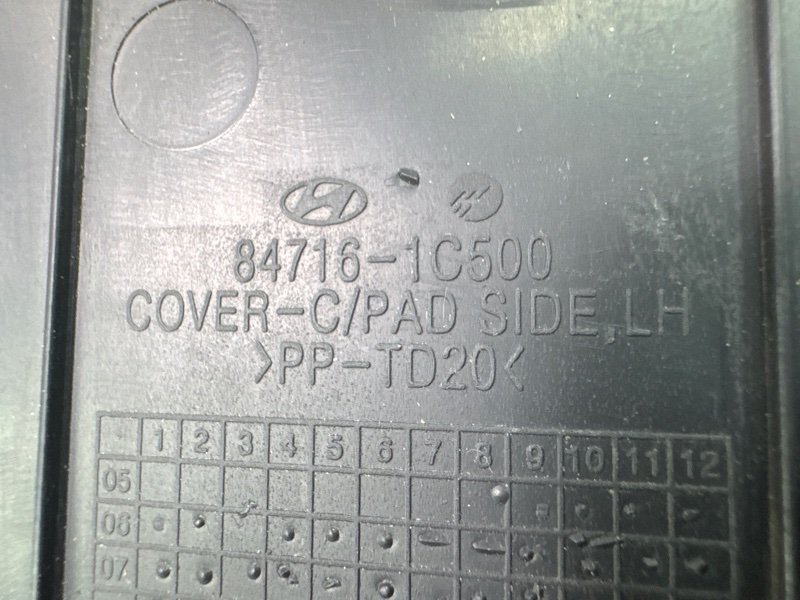 84716-1C500
COVER-C/PAD SIDE,LH
>PP-TD20<
1 2 3 4 5 6 7 8 9 10 11 12
05
06
07